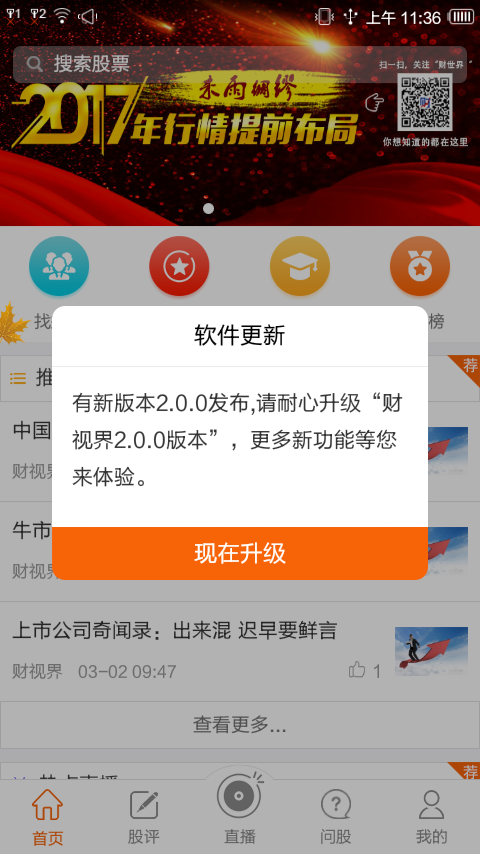 上午 11:36
搜索股票
扫一扫，关注“财世界”
未雨绸缪
2017年行情提前布局
你想知道的都在这里
找
榜
推
荐
软件更新
有新版本2.0.0发布,请耐心升级“财
视界2.0.0版本”，更多新功能等您
来体验。
现在升级
中国
财视界
牛市
财视界
上市公司奇闻录：出来混 迟早要鲜言
财视界 03-02 09:47 1
查看更多...
热点直播
荐
首页 股评 直播 问股 我的